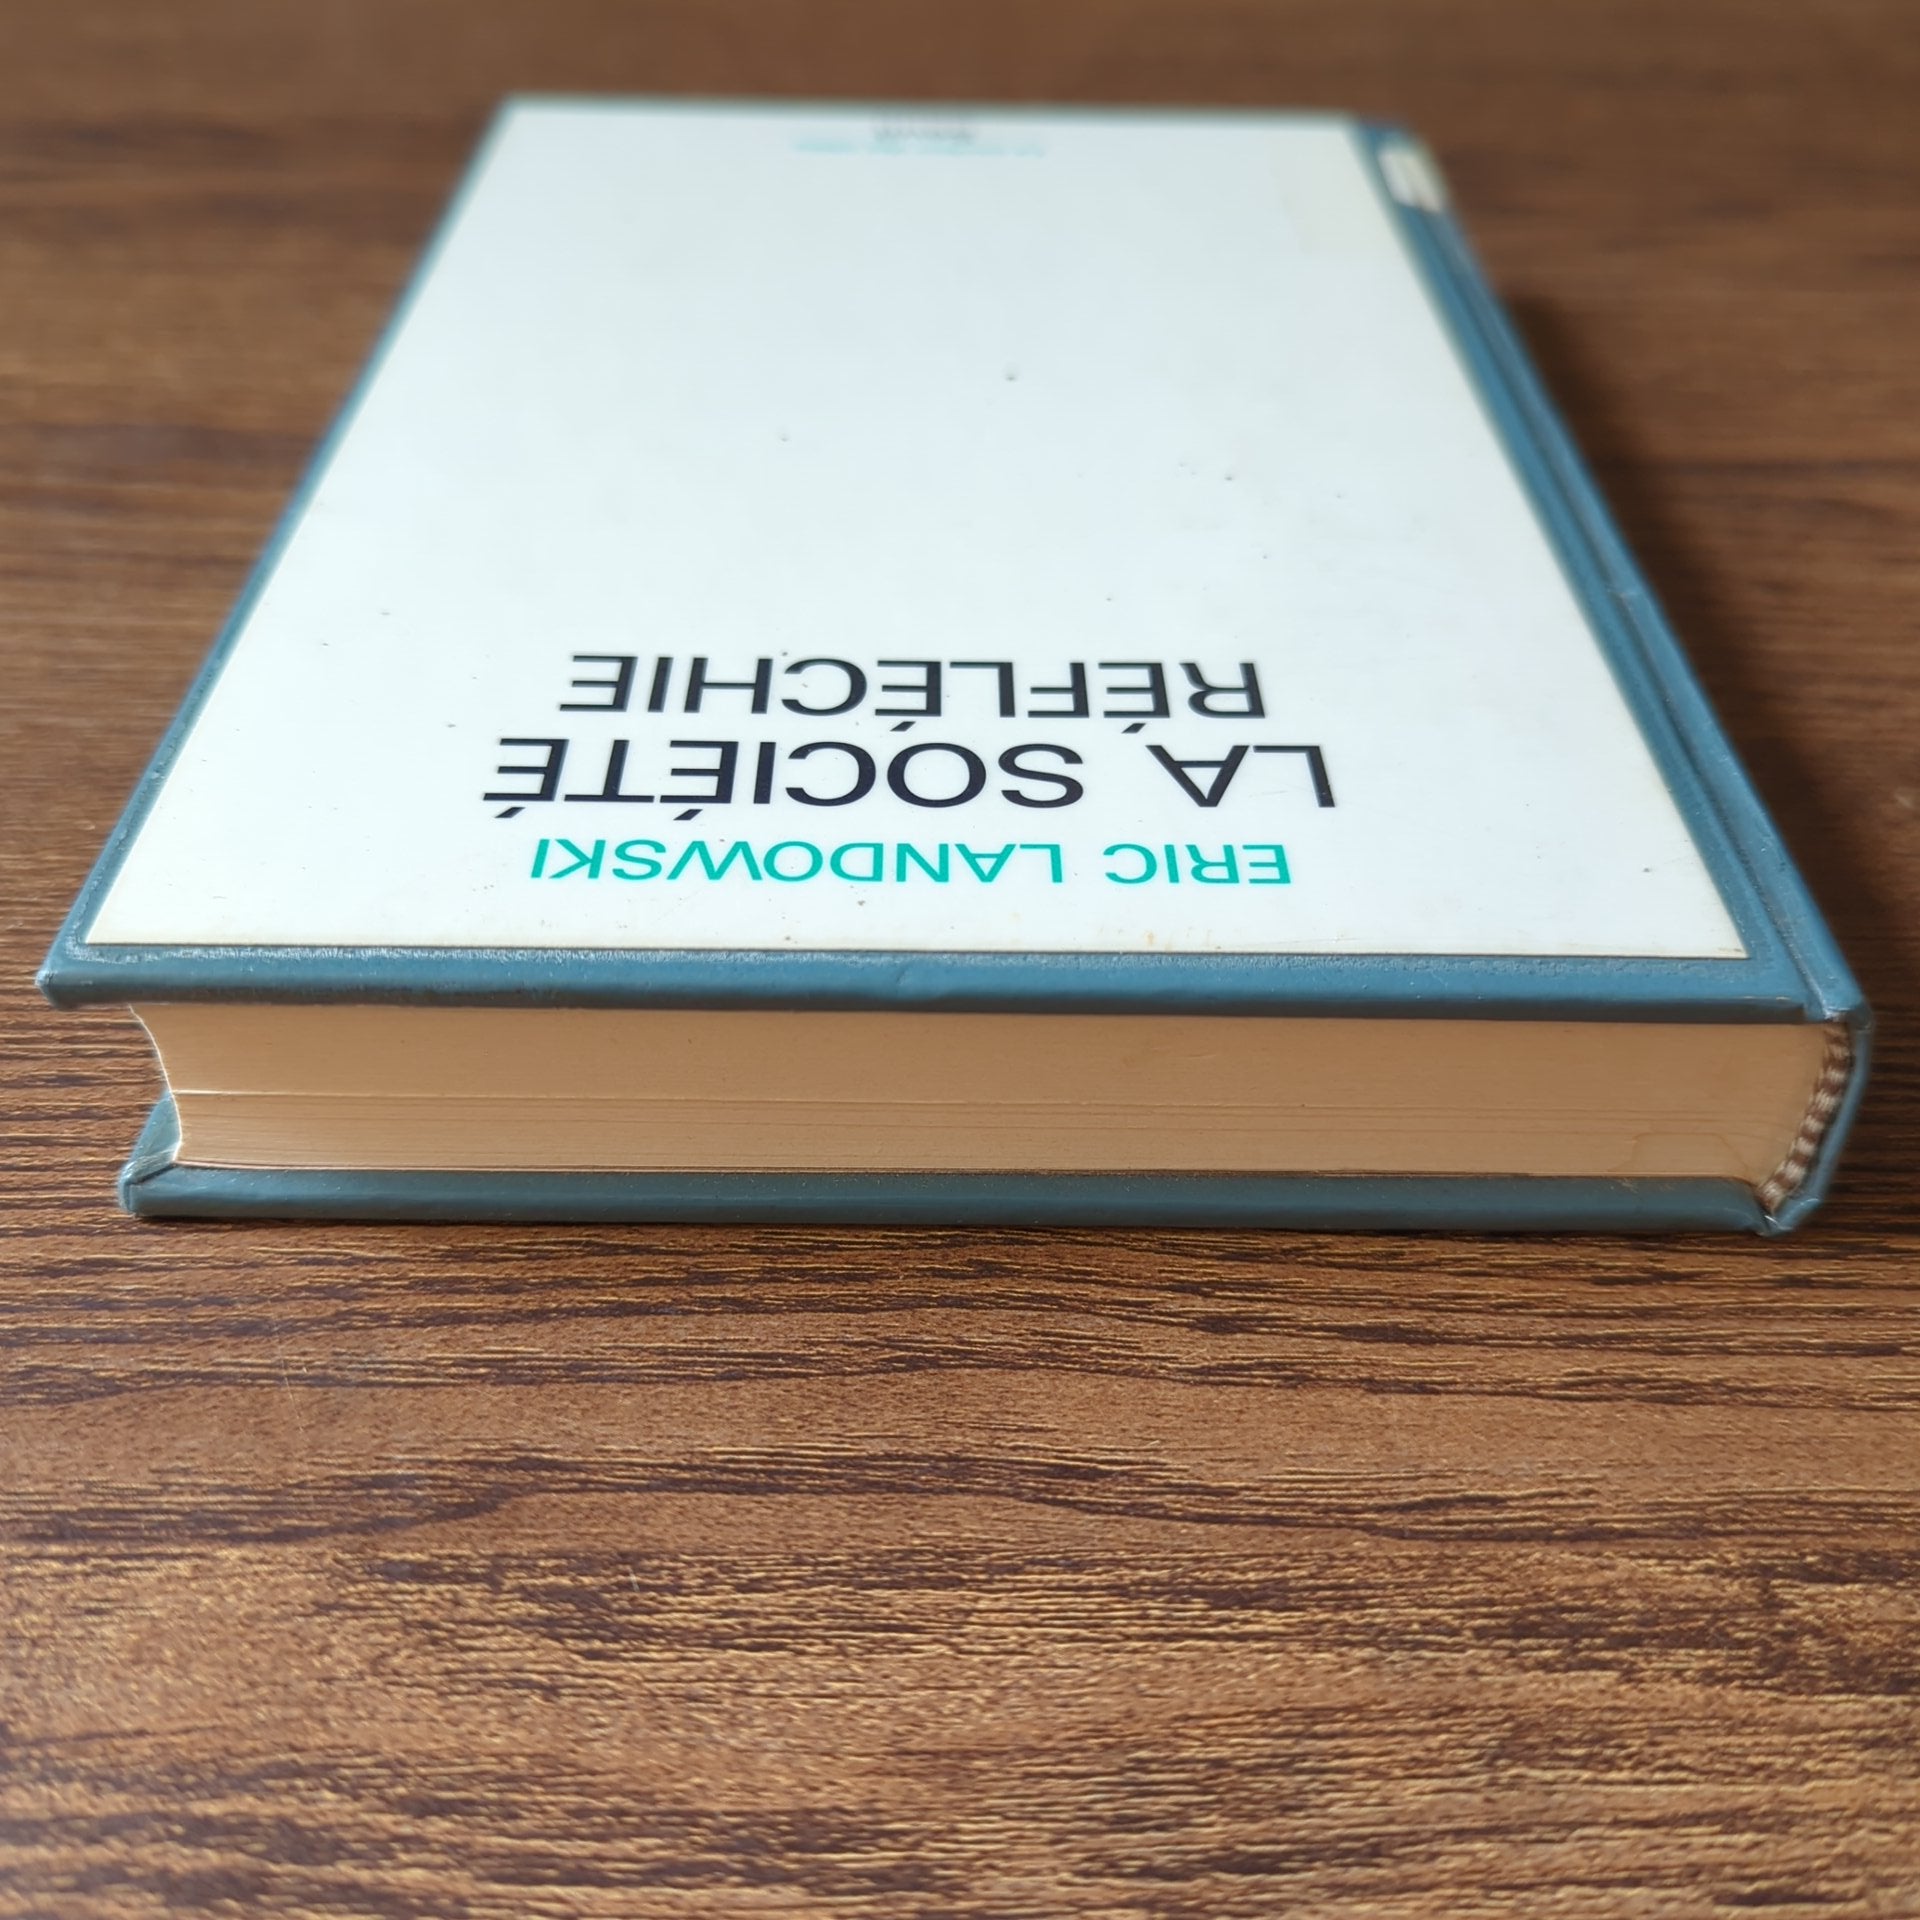 ERIC LANDOWSKI
LA SOCIÉTÉ
RÉFLÉCHIE